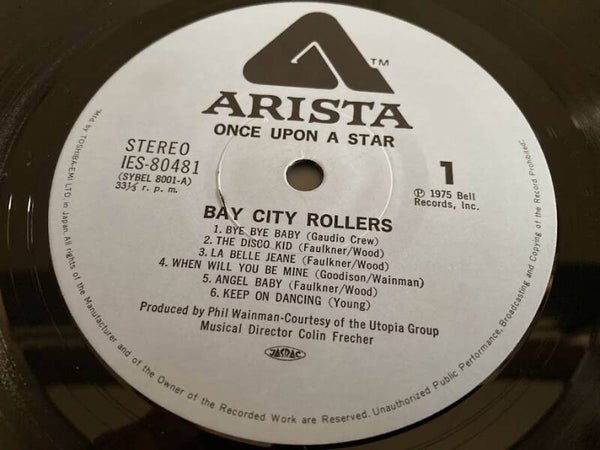 TM
ARISTA
ONCE UPON A STAR
STEREO
IES-80481
(SYBEL 8001-A)
33⅓ r. p. m.
1
℗ 1975 Bell
Records, Inc.
BAY CITY ROLLERS
1. BYE BYE BABY (Gaudio Crew)
2. THE DISCO KID (Faulkner/Wood)
3. LA BELLE JEANE (Faulkner/Wood)
4. WHEN WILL YOU BE MINE (Goodison/Wainman)
5. ANGEL BABY (Faulkner/Wood)
6. KEEP ON DANCING (Young)
Produced by Phil Wainman-Courtesy of the Utopia Group
Musical Director Colin Frecher
JASRAC
Mfd by TOSHIBA-EMI LTD in Japan. All rights of the Manufacturer and of the Owner of the Recorded Work are Reserved. Unauthorized Public Performance, Broadcasting and Copying of the Record Prohibited.